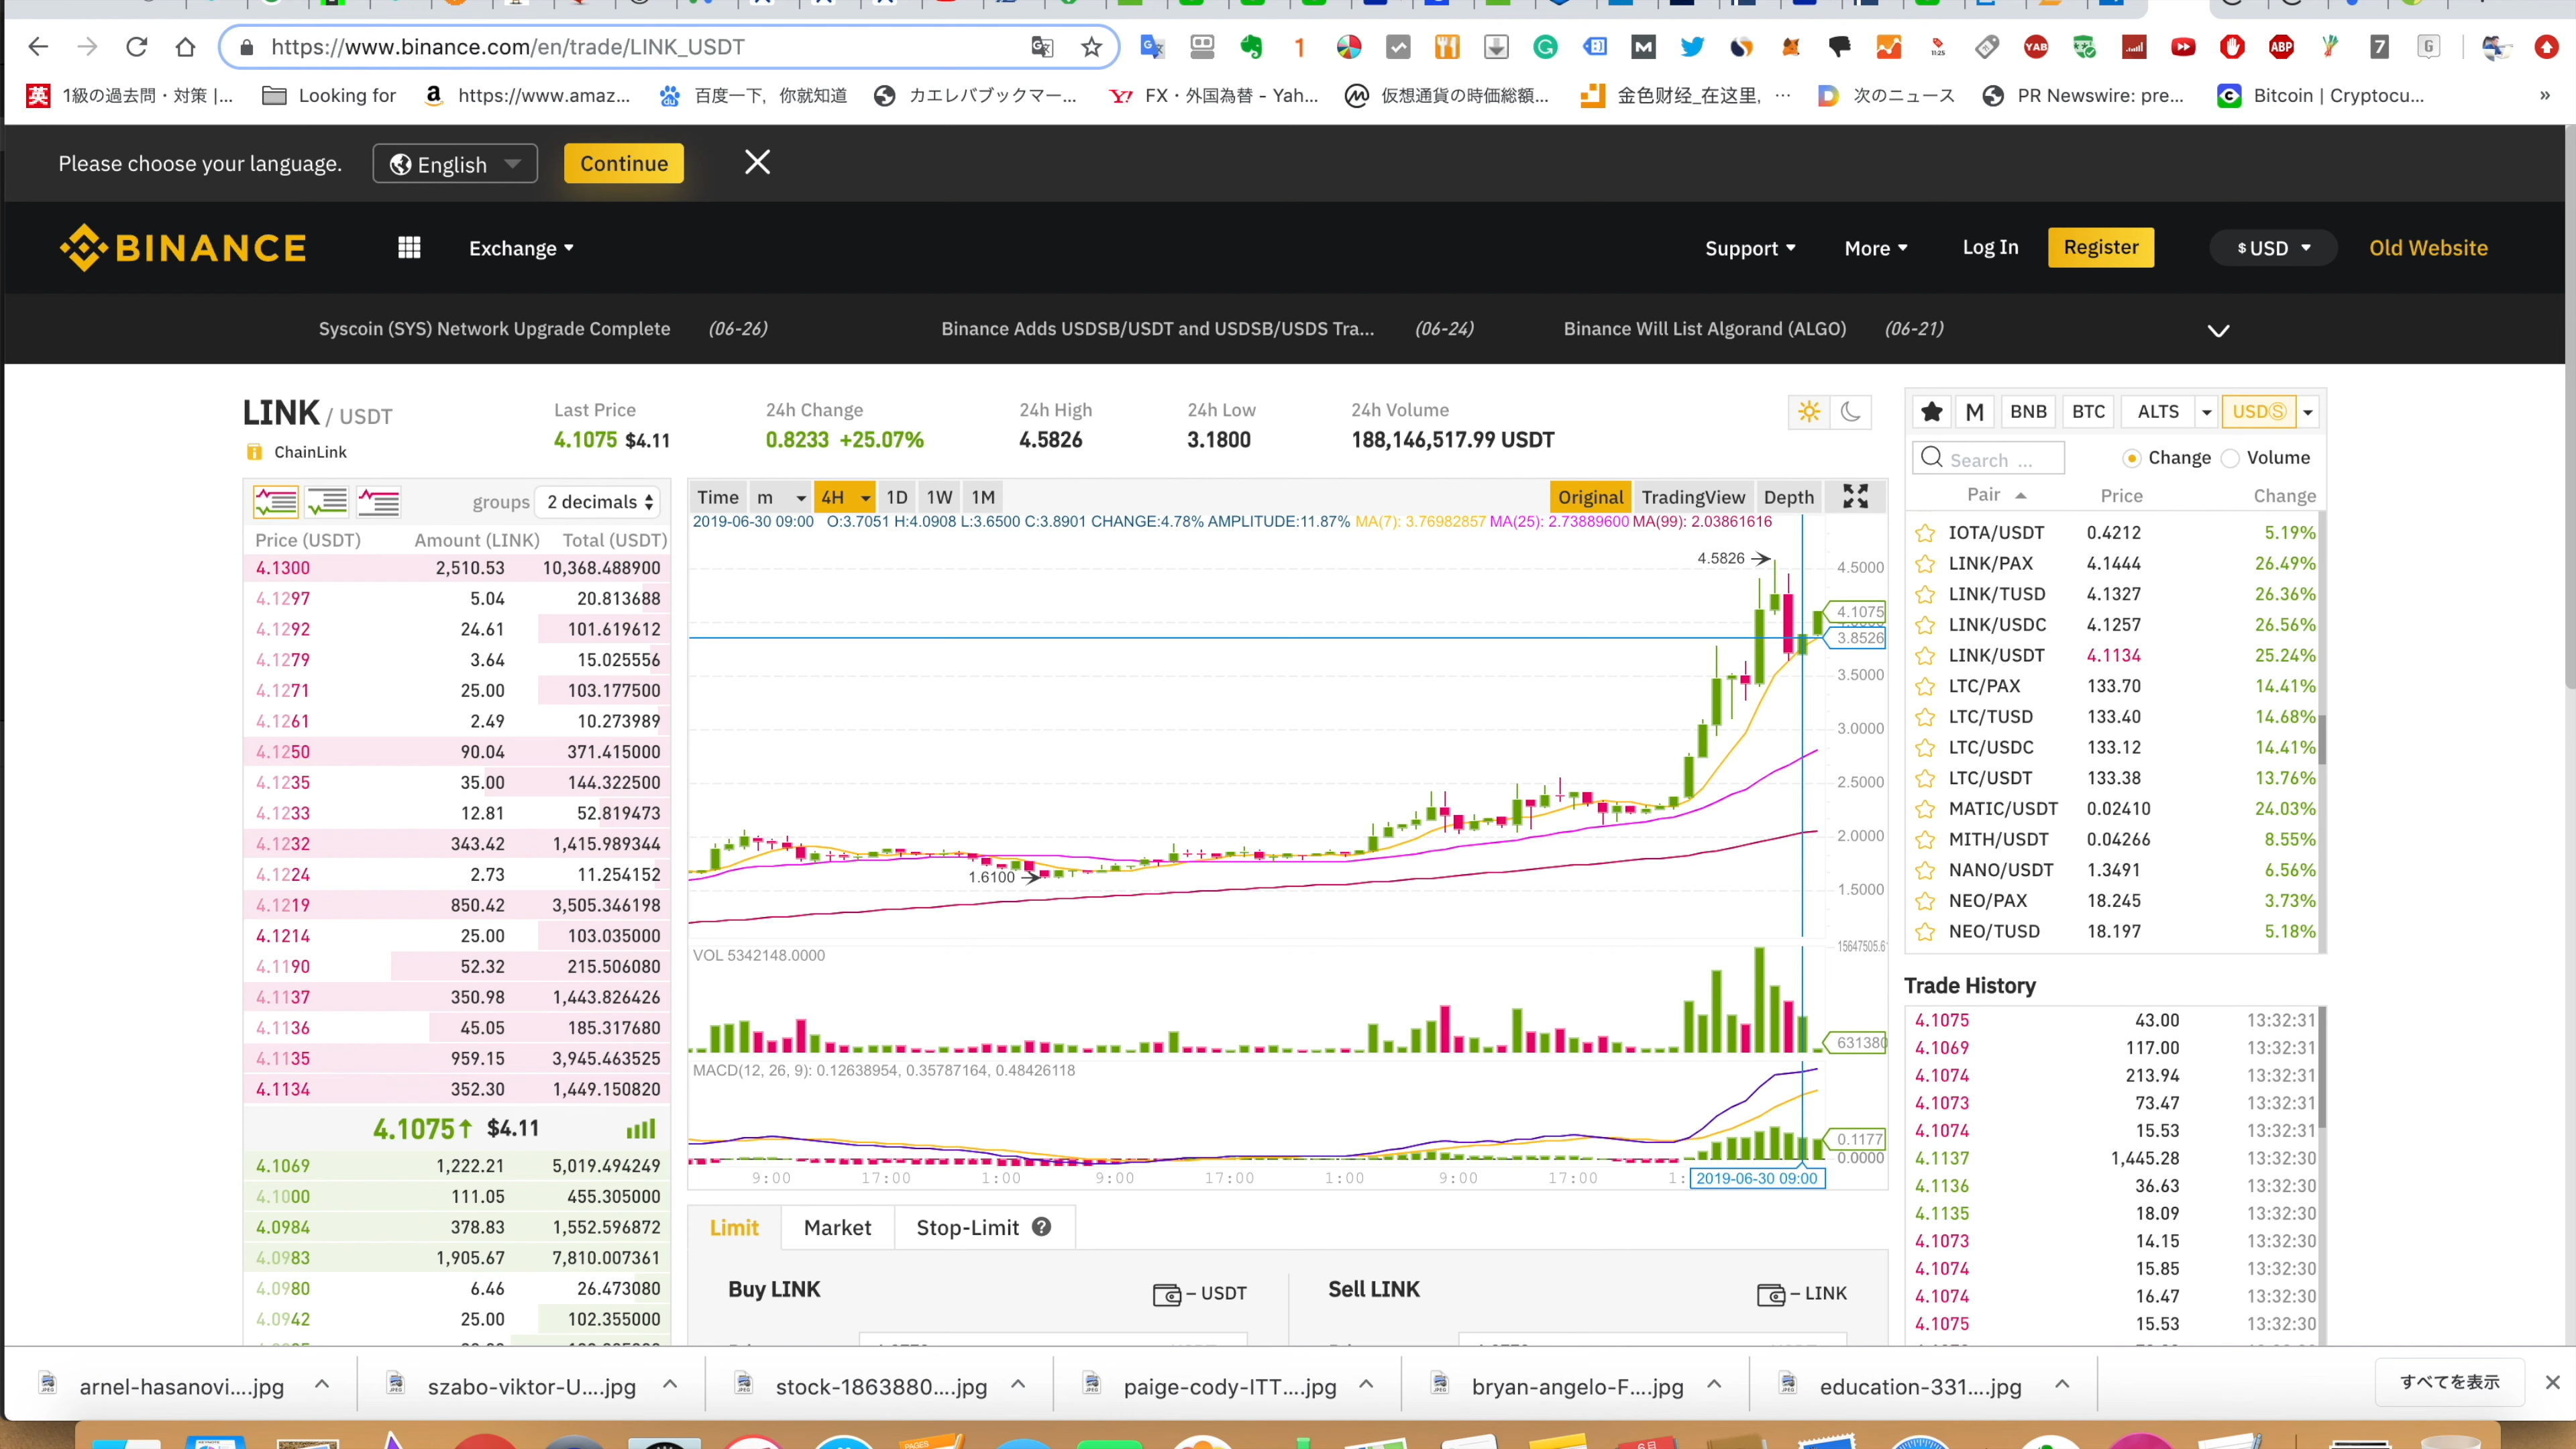 https://www.binance.com/en/trade/LINK_USDT
1級の過去問・対策 |... Looking for https://www.amaz... 百度一下，你就知道 カエレバブックマー... FX・外国為替 - Yah... 仮想通貨の時価総額... 金色财经_在这里, ... 次のニュース PR Newswire: pre... Bitcoin | Cryptocu... »
Please choose your language. English Continue
BINANCE Exchange Support More Log In Register $ USD Old Website
Syscoin (SYS) Network Upgrade Complete (06-26) Binance Adds USDSB/USDT and USDSB/USDS Tra... (06-24) Binance Will List Algorand (ALGO) (06-21)
LINK / USDT
ChainLink
Last Price 24h Change 24h High 24h Low 24h Volume
4.1075 $4.11 0.8233 +25.07% 4.5826 3.1800 188,146,517.99 USDT
groups 2 decimals
Price (USDT) Amount (LINK) Total (USDT)
4.1300 2,510.53 10,368.488900
4.1297 5.04 20.813688
4.1292 24.61 101.619612
4.1279 3.64 15.025556
4.1271 25.00 103.177500
4.1261 2.49 10.273989
4.1250 90.04 371.415000
4.1235 35.00 144.322500
4.1233 12.81 52.819473
4.1232 343.42 1,415.989344
4.1224 2.73 11.254152
4.1219 850.42 3,505.346198
4.1214 25.00 103.035000
4.1190 52.32 215.506080
4.1137 350.98 1,443.826426
4.1136 45.05 185.317680
4.1135 959.15 3,945.463525
4.1134 352.30 1,449.150820
4.1075↑ $4.11
4.1069 1,222.21 5,019.494249
4.1000 111.05 455.305000
4.0984 378.83 1,552.596872
4.0983 1,905.67 7,810.007361
4.0980 6.46 26.473080
4.0942 25.00 102.355000
Time m 4H 1D 1W 1M Original TradingView Depth
2019-06-30 09:00 O:3.7051 H:4.0908 L:3.6500 C:3.8901 CHANGE:4.78% AMPLITUDE:11.87% MA(7): 3.76982857 MA(25): 2.73889600 MA(99): 2.03861616
4.5826
1.6100
4.5000
4.1075
3.8526
3.5000
3.0000
2.5000
2.0000
1.5000
VOL 5342148.0000
15647505.6
631380
MACD(12, 26, 9): 0.12638954, 0.35787164, 0.48426118
0.1177
0.0000
9:00 17:00 1:00 9:00 17:00 1:00 9:00 17:00 1: 2019-06-30 09:00
Limit Market Stop-Limit ?
Buy LINK – USDT Sell LINK – LINK
M BNB BTC ALTS USDⓈ
Search ... Change Volume
Pair Price Change
IOTA/USDT 0.4212 5.19%
LINK/PAX 4.1444 26.49%
LINK/TUSD 4.1327 26.36%
LINK/USDC 4.1257 26.56%
LINK/USDT 4.1134 25.24%
LTC/PAX 133.70 14.41%
LTC/TUSD 133.40 14.68%
LTC/USDC 133.12 14.41%
LTC/USDT 133.38 13.76%
MATIC/USDT 0.02410 24.03%
MITH/USDT 0.04266 8.55%
NANO/USDT 1.3491 6.56%
NEO/PAX 18.245 3.73%
NEO/TUSD 18.197 5.18%
Trade History
4.1075 43.00 13:32:31
4.1069 117.00 13:32:31
4.1074 213.94 13:32:31
4.1073 73.47 13:32:31
4.1074 15.53 13:32:31
4.1137 1,445.28 13:32:30
4.1136 36.63 13:32:30
4.1135 18.09 13:32:30
4.1073 14.15 13:32:30
4.1074 15.85 13:32:30
4.1074 16.47 13:32:30
4.1075 15.53 13:32:30
arnel-hasanovi....jpg szabo-viktor-U....jpg stock-1863880....jpg paige-cody-ITT....jpg bryan-angelo-F....jpg education-331....jpg すべてを表示